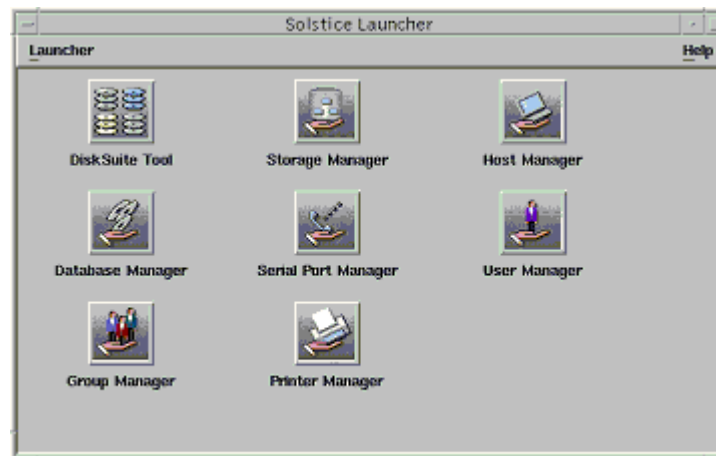 Solstice Launcher
Launcher Help
DiskSuite Tool Storage Manager Host Manager
Database Manager Serial Port Manager User Manager
Group Manager Printer Manager